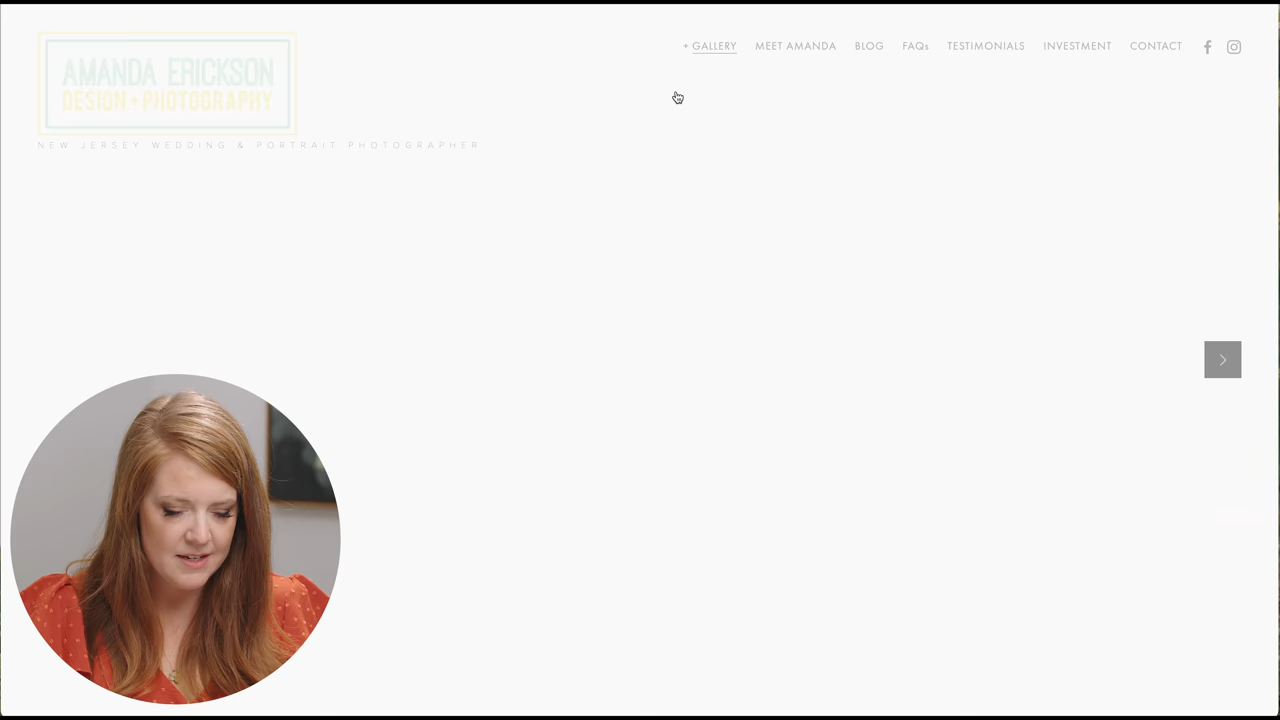 AMANDA ERICKSON
DESIGN + PHOTOGRAPHY
NEW JERSEY WEDDING & PORTRAIT PHOTOGRAPHER
+ GALLERY MEET AMANDA BLOG FAQs TESTIMONIALS INVESTMENT CONTACT